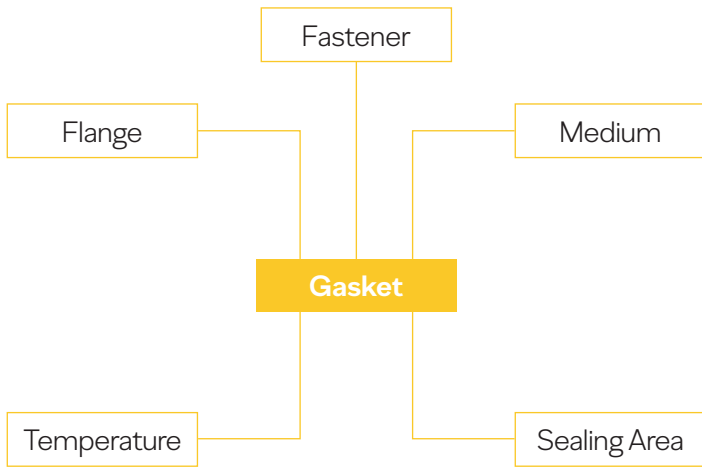 Fastener
Flange
Medium
Gasket
Temperature
Sealing Area